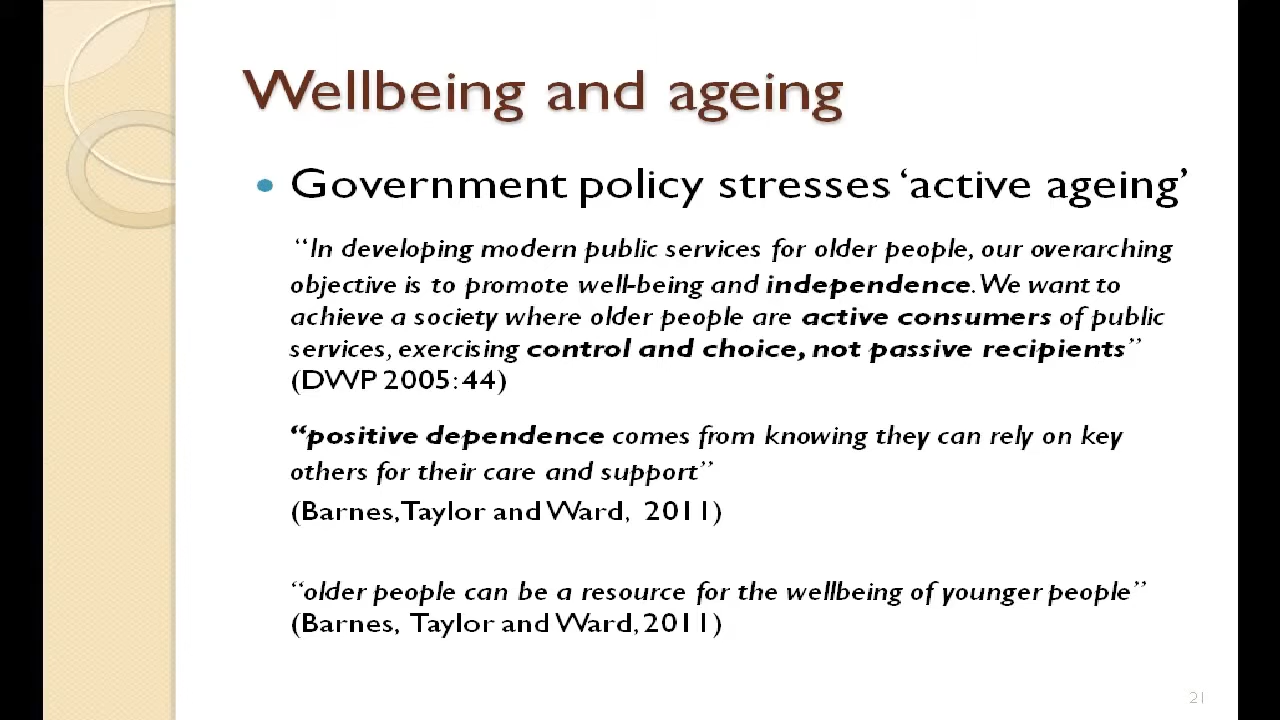 Wellbeing and ageing
• Government policy stresses ‘active ageing’
“In developing modern public services for older people, our overarching
objective is to promote well-being and independence. We want to
achieve a society where older people are active consumers of public
services, exercising control and choice, not passive recipients”
(DWP 2005: 44)
“positive dependence comes from knowing they can rely on key
others for their care and support”
(Barnes, Taylor and Ward, 2011)
“older people can be a resource for the wellbeing of younger people”
(Barnes, Taylor and Ward, 2011)
21